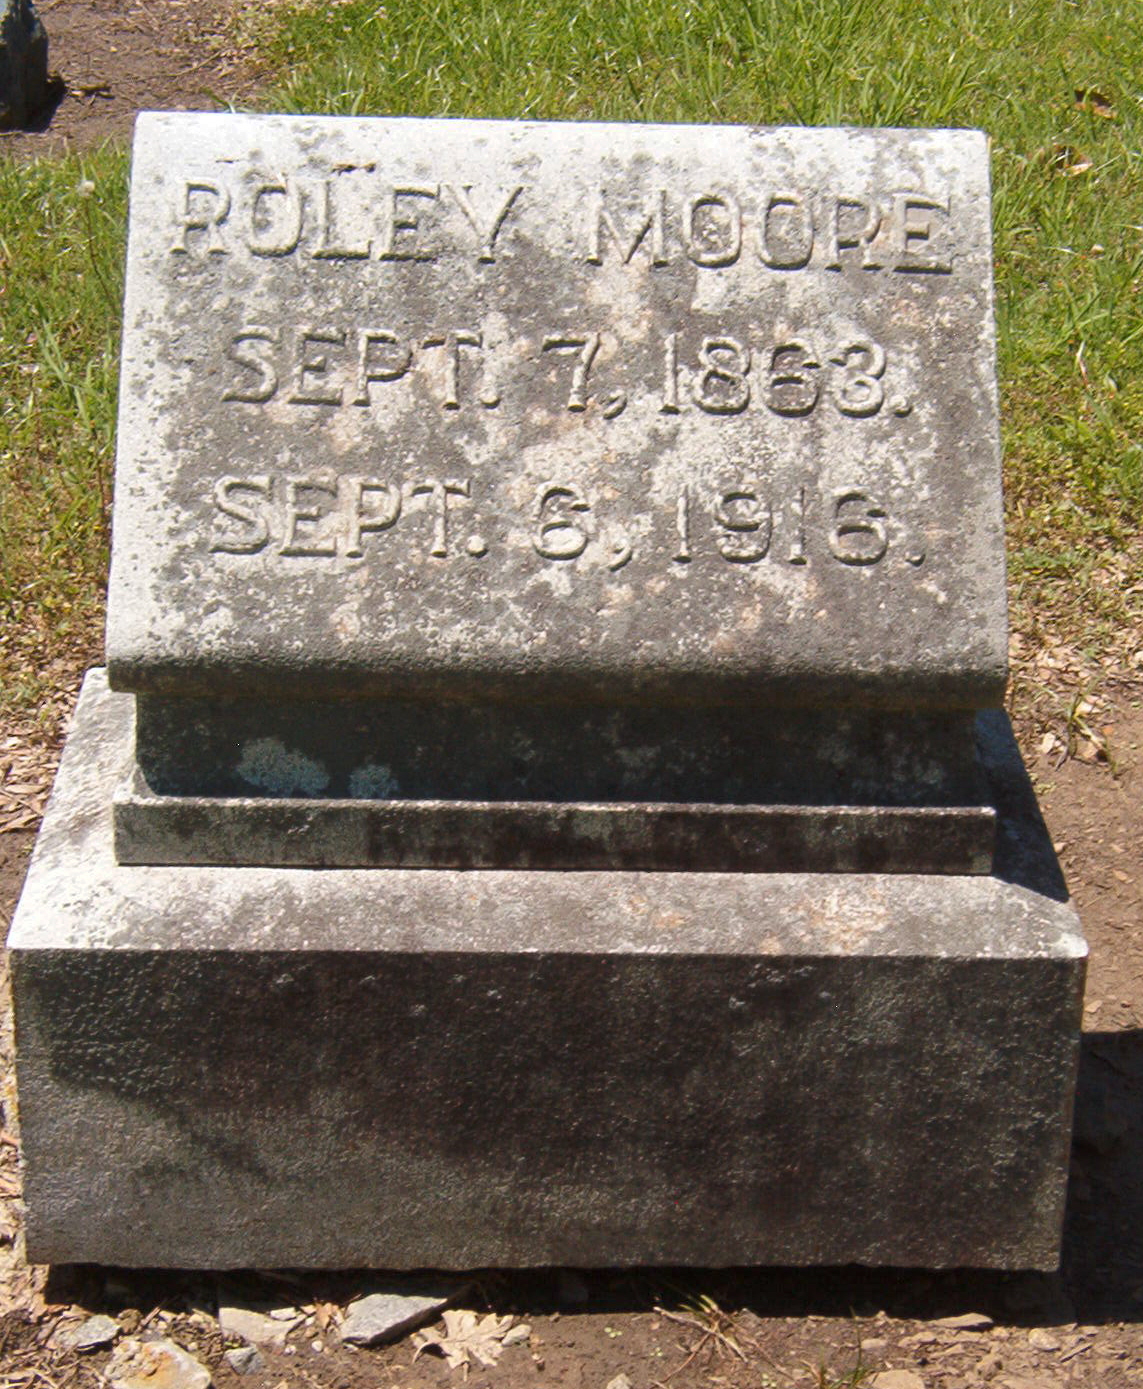 ROLEY MOORE
SEPT. 7, 1863.
SEPT. 6, 1916.